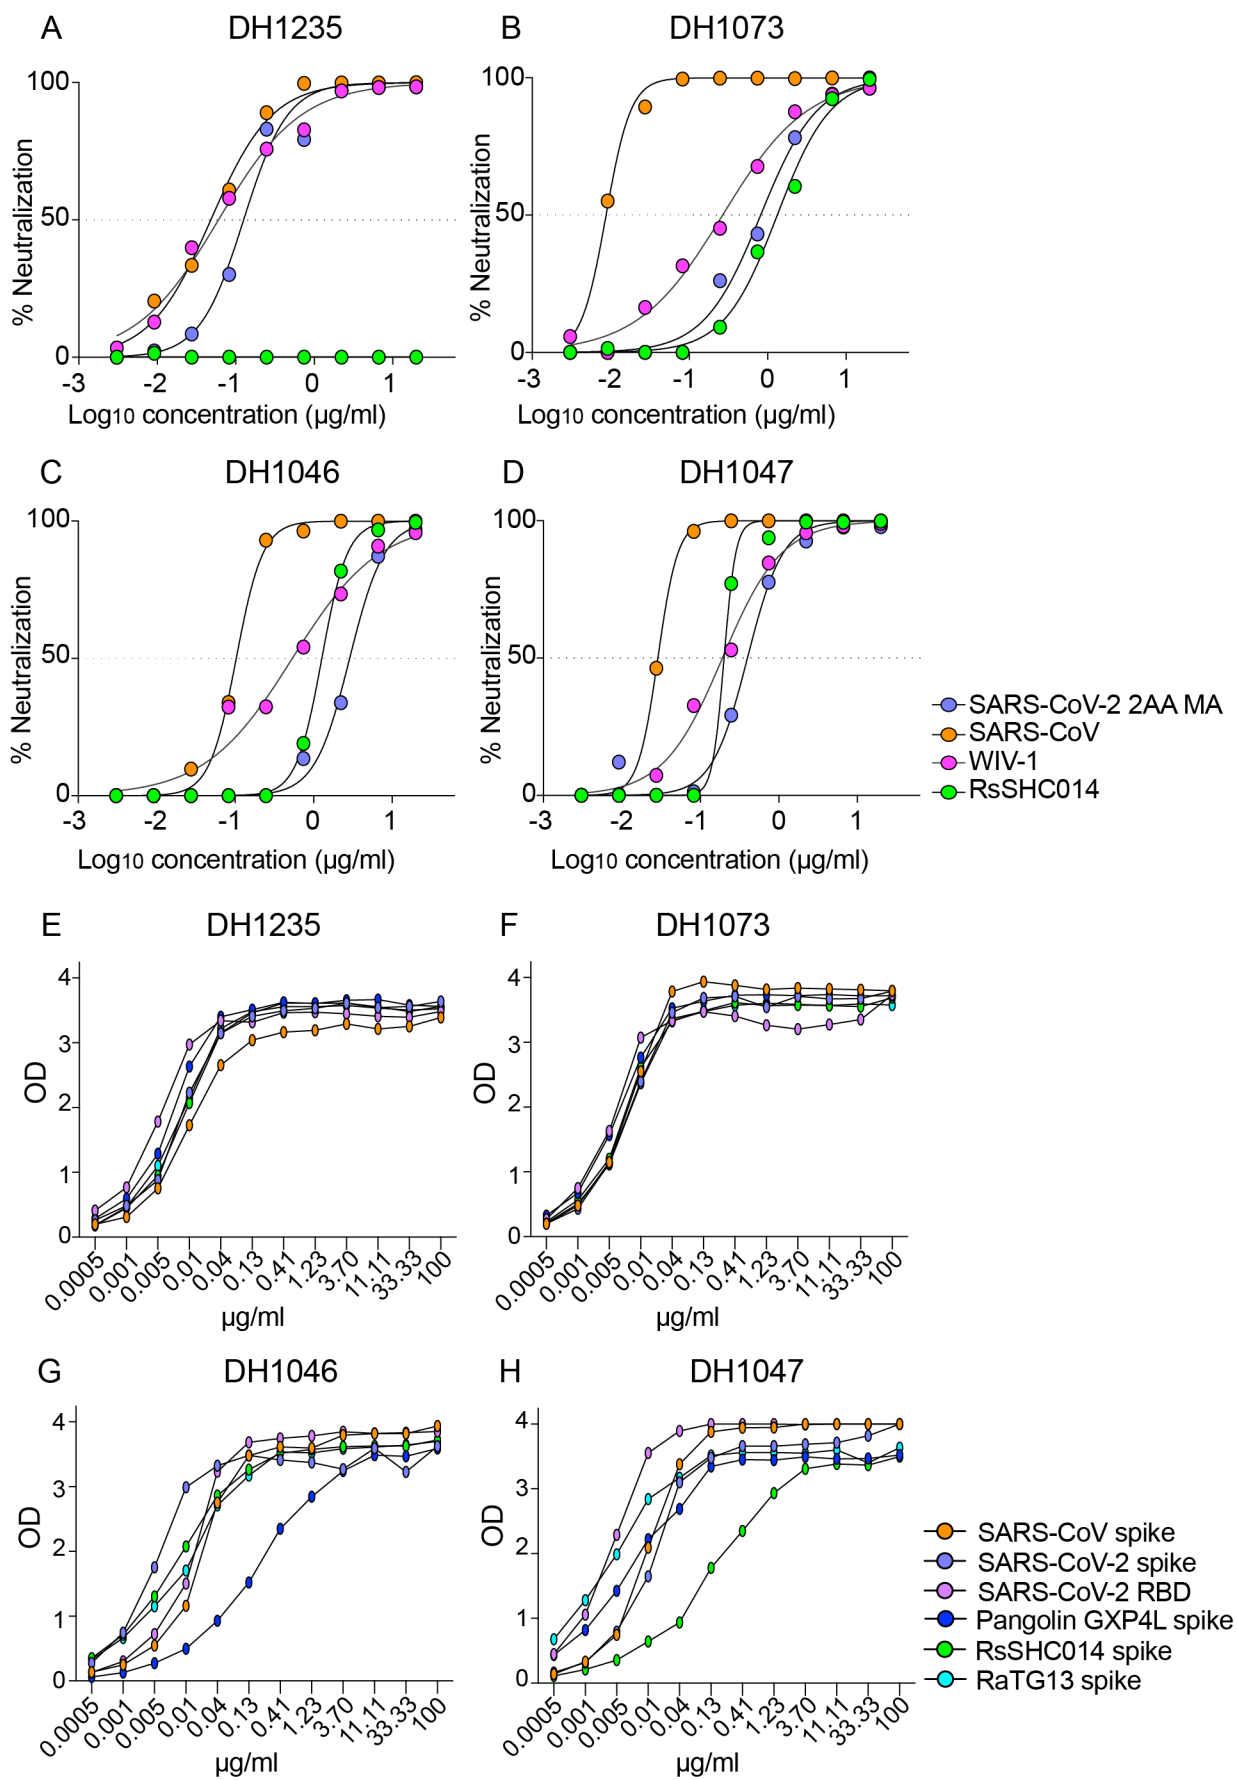 A DH1235
100
50
0
% Neutralization
-3 -2 -1 0 1
Log10 concentration (µg/ml)
B DH1073
100
50
0
% Neutralization
-3 -2 -1 0 1
Log10 concentration (µg/ml)
C DH1046
100
50
0
% Neutralization
-3 -2 -1 0 1
Log10 concentration (µg/ml)
D DH1047
100
50
0
% Neutralization
-3 -2 -1 0 1
Log10 concentration (µg/ml)
SARS-CoV-2 2AA MA
SARS-CoV
WIV-1
RsSHC014
E DH1235
4
3
2
1
0
OD
0.0005 0.001 0.005 0.01 0.04 0.13 0.41 1.23 3.70 11.11 33.33 100
µg/ml
F DH1073
4
3
2
1
0
OD
0.0005 0.001 0.005 0.01 0.04 0.13 0.41 1.23 3.70 11.11 33.33 100
µg/ml
G DH1046
4
3
2
1
0
OD
0.0005 0.001 0.005 0.01 0.04 0.13 0.41 1.23 3.70 11.11 33.33 100
µg/ml
H DH1047
4
3
2
1
0
OD
0.0005 0.001 0.005 0.01 0.04 0.13 0.41 1.23 3.70 11.11 33.33 100
µg/ml
SARS-CoV spike
SARS-CoV-2 spike
SARS-CoV-2 RBD
Pangolin GXP4L spike
RsSHC014 spike
RaTG13 spike